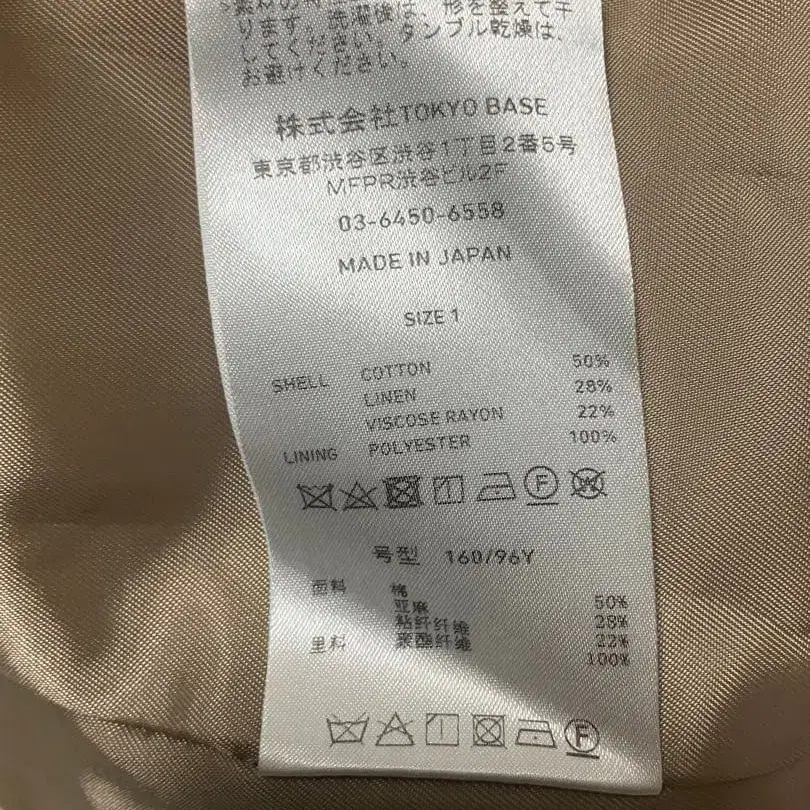 ります。洗濯後は、形を整えて干
してください。タンブル乾燥は、
お避けください。
株式会社TOKYO BASE
東京都渋谷区渋谷1丁目2番5号
MFPR渋谷ビル2F
03-6450-6558
MADE IN JAPAN
SIZE 1
SHELL COTTON 50%
LINEN 28%
VISCOSE RAYON 22%
LINING POLYESTER 100%
F W
号型 160/96Y
面料 棉 50%
亚麻 28%
粘纤纤维 22%
里料 聚酯纤维 100%
F